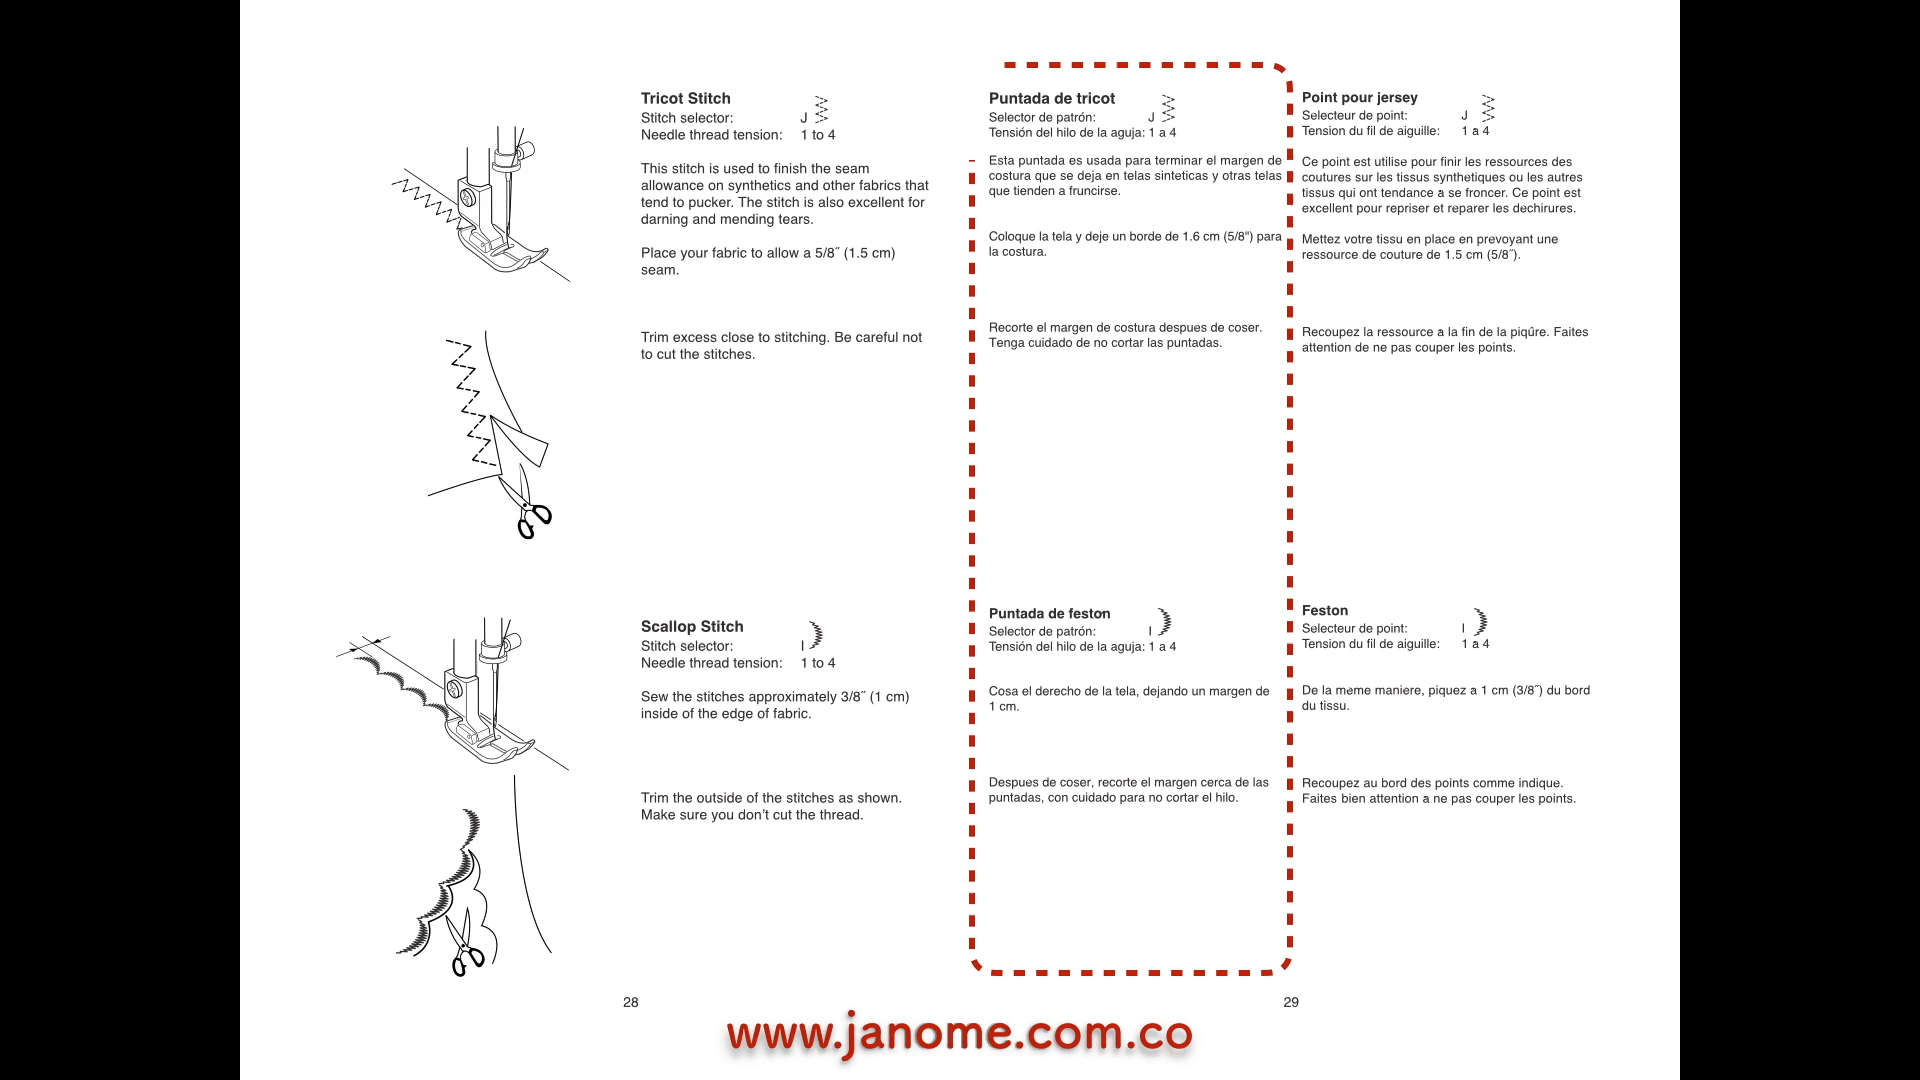 Tricot Stitch
Stitch selector: J
Needle thread tension: 1 to 4
This stitch is used to finish the seam
allowance on synthetics and other fabrics that
tend to pucker. The stitch is also excellent for
darning and mending tears.
Place your fabric to allow a 5/8˝ (1.5 cm)
seam.
Trim excess close to stitching. Be careful not
to cut the stitches.
Scallop Stitch
Stitch selector: I
Needle thread tension: 1 to 4
Sew the stitches approximately 3/8˝ (1 cm)
inside of the edge of fabric.
Trim the outside of the stitches as shown.
Make sure you don’t cut the thread.
28
Puntada de tricot
Selector de patrón: J
Tensión del hilo de la aguja: 1 a 4
Esta puntada es usada para terminar el margen de
costura que se deja en telas sinteticas y otras telas
que tienden a fruncirse.
Coloque la tela y deje un borde de 1.6 cm (5/8") para
la costura.
Recorte el margen de costura despues de coser.
Tenga cuidado de no cortar las puntadas.
Puntada de feston
Selector de patrón: I
Tensión del hilo de la aguja: 1 a 4
Cosa el derecho de la tela, dejando un margen de
1 cm.
Despues de coser, recorte el margen cerca de las
puntadas, con cuidado para no cortar el hilo.
Point pour jersey
Selecteur de point: J
Tension du fil de aiguille: 1 a 4
Ce point est utilise pour finir les ressources des
coutures sur les tissus synthetiques ou les autres
tissus qui ont tendance a se froncer. Ce point est
excellent pour repriser et reparer les dechirures.
Mettez votre tissu en place en prevoyant une
ressource de couture de 1.5 cm (5/8˝).
Recoupez la ressource a la fin de la piqûre. Faites
attention de ne pas couper les points.
Feston
Selecteur de point: I
Tension du fil de aiguille: 1 a 4
De la meme maniere, piquez a 1 cm (3/8˝) du bord
du tissu.
Recoupez au bord des points comme indique.
Faites bien attention a ne pas couper les points.
29
www.janome.com.co